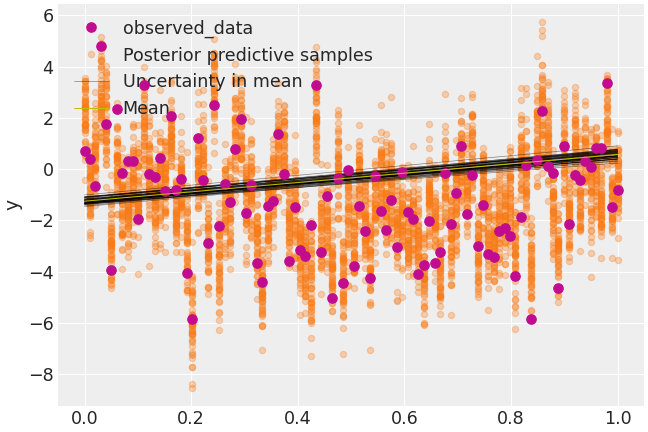 observed_data
Posterior predictive samples
Uncertainty in mean
Mean
6
4
2
0
−2
−4
−6
−8
y
0.0 0.2 0.4 0.6 0.8 1.0